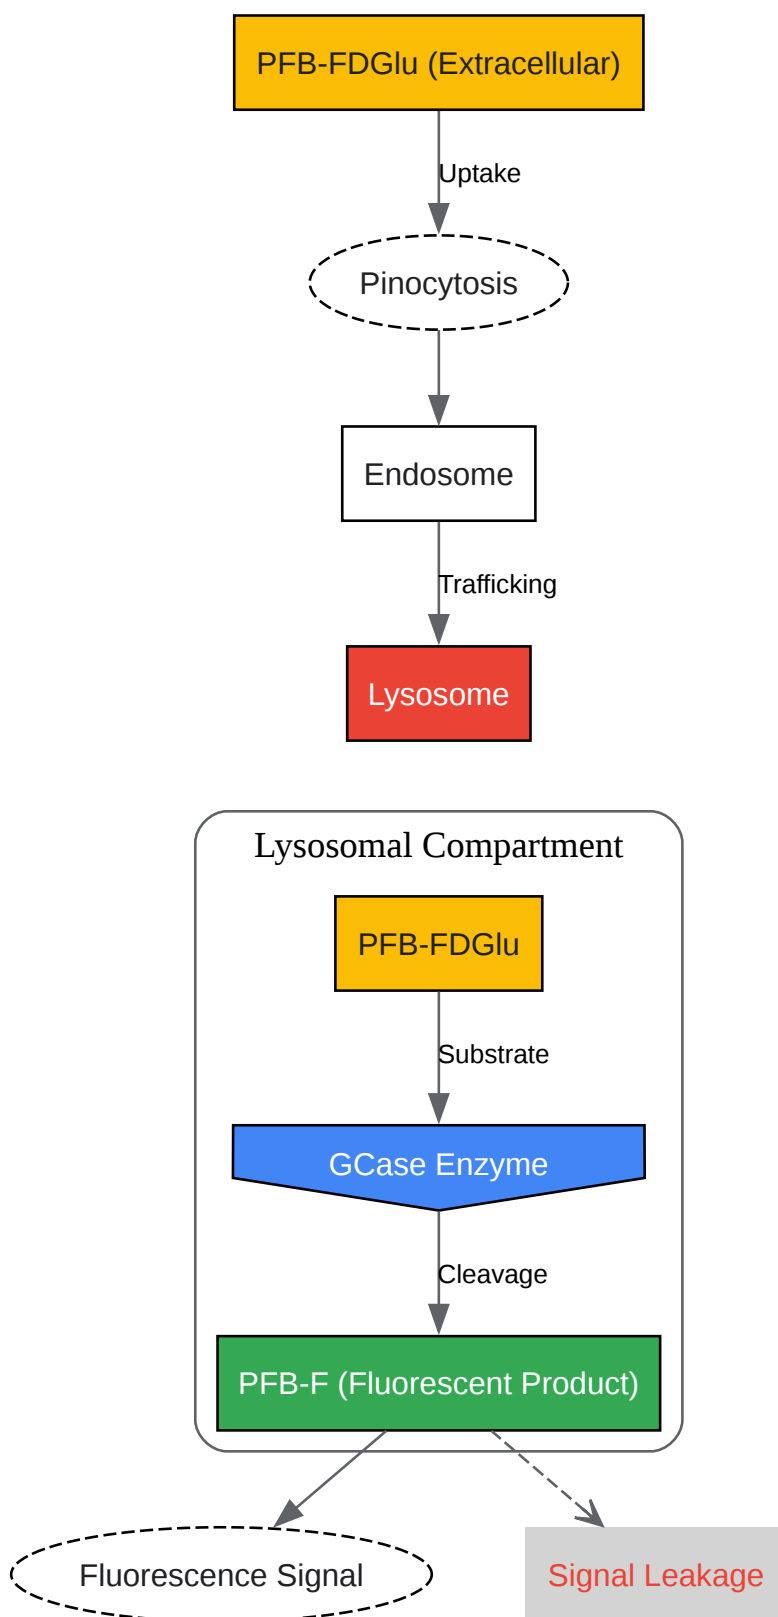 PFB-FDGlu (Extracellular)
Uptake
Pinocytosis
Endosome
Trafficking
Lysosome
Lysosomal Compartment
PFB-FDGlu
Substrate
GCase Enzyme
Cleavage
PFB-F (Fluorescent Product)
Fluorescence Signal
Signal Leakage